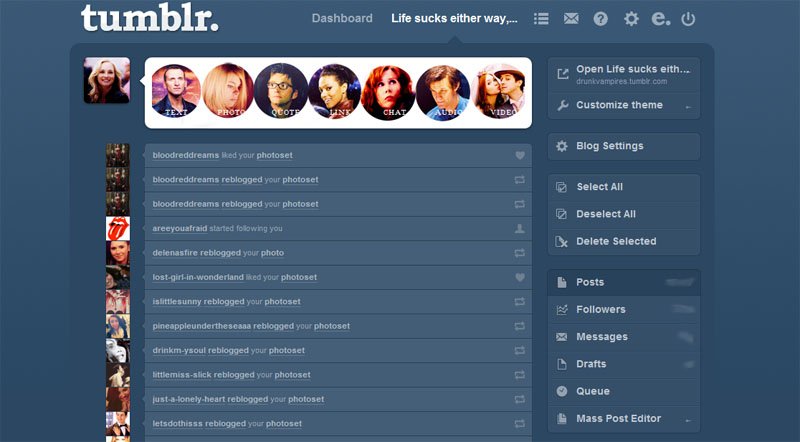 tumblr.
Dashboard
Life sucks either way,...
TEXT
PHOTO
QUOTE
LINK
CHAT
AUDIO
VIDEO
bloodreddreams liked your photoset
bloodreddreams reblogged your photoset
bloodreddreams reblogged your photoset
areeyouafraid started following you
delenasfire reblogged your photo
lost-girl-in-wonderland liked your photoset
islittlesunny reblogged your photoset
pineappleundertheseaaa reblogged your photoset
drinkm-ysoul reblogged your photoset
littlemiss-slick reblogged your photoset
just-a-lonely-heart reblogged your photoset
letsdothisss reblogged your photoset
Open Life sucks eith...
drunkvampires.tumblr.com
Customize theme
Blog Settings
Select All
Deselect All
Delete Selected
Posts
Followers
Messages
Drafts
Queue
Mass Post Editor